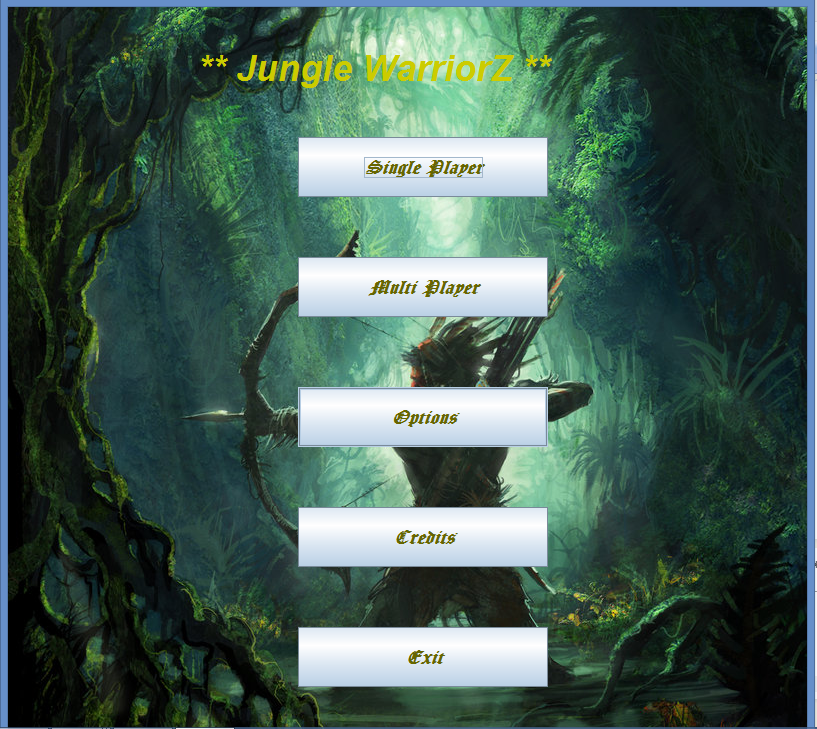 ** Jungle WarriorZ **
Single Player
Multi Player
Options
Credits
Exit